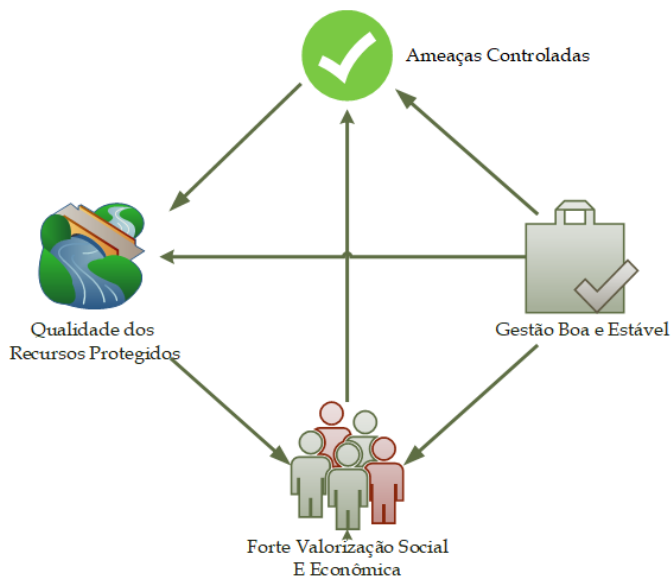 Ameaças Controladas
Qualidade dos
Recursos Protegidos
Gestão Boa e Estável
Forte Valorização Social
E Econômica